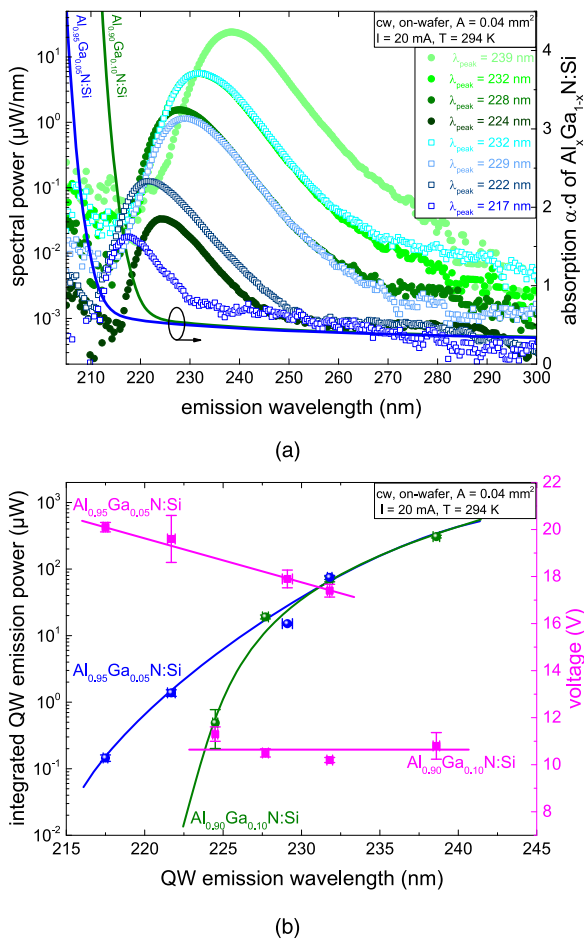 Al0.95Ga0.05N:Si
Al0.90Ga0.10N:Si
cw, on-wafer, A = 0.04 mm²
I = 20 mA, T = 294 K
λpeak = 239 nm
λpeak = 232 nm
λpeak = 228 nm
λpeak = 224 nm
λpeak = 232 nm
λpeak = 229 nm
λpeak = 222 nm
λpeak = 217 nm
spectral power (µW/nm)
10¹
10⁰
10⁻¹
10⁻²
10⁻³
absorption α·d of AlxGa1-xN:Si
4
3
2
1
0
210 220 230 240 250 260 270 280 290 300
emission wavelength (nm)
(a)
integrated QW emission power (µW)
10³
10²
10¹
10⁰
10⁻¹
10⁻²
cw, on-wafer, A = 0.04 mm²
I = 20 mA, T = 294 K
Al0.95Ga0.05N:Si
Al0.95Ga0.05N:Si
Al0.90Ga0.10N:Si
Al0.90Ga0.10N:Si
voltage (V)
22
20
18
16
14
12
10
8
215 220 225 230 235 240 245
QW emission wavelength (nm)
(b)